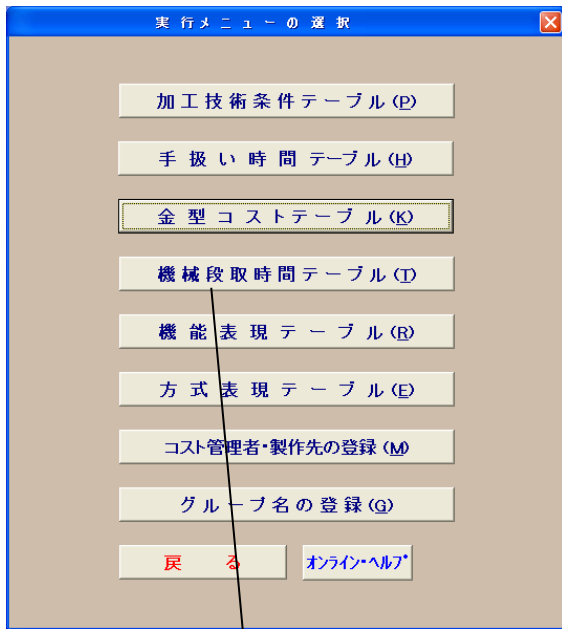 実行メニューの選択
加工技術条件テーブル(P)
手扱い時間テーブル(H)
金型コストテーブル(K)
機械段取時間テーブル(T)
機能表現テーブル(R)
方式表現テーブル(E)
コスト管理者・製作先の登録(M)
グループ名の登録(G)
戻る オンライン・ヘルプ